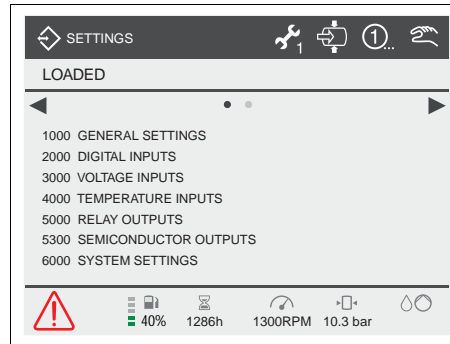 SETTINGS
1
1...
LOADED
1000 GENERAL SETTINGS
2000 DIGITAL INPUTS
3000 VOLTAGE INPUTS
4000 TEMPERATURE INPUTS
5000 RELAY OUTPUTS
5300 SEMICONDUCTOR OUTPUTS
6000 SYSTEM SETTINGS
40% 1286h 1300RPM 10.3 bar